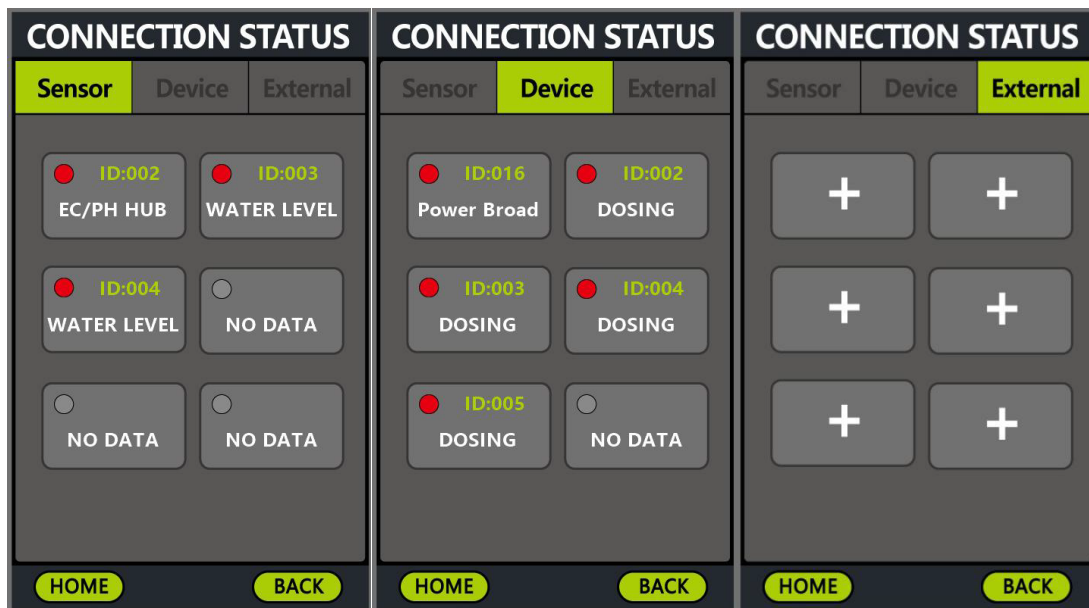 CONNECTION STATUS
Sensor Device External
ID:002 ID:003
EC/PH HUB WATER LEVEL
ID:004
WATER LEVEL NO DATA
NO DATA NO DATA
HOME BACK
CONNECTION STATUS
Sensor Device External
ID:016 ID:002
Power Broad DOSING
ID:003 ID:004
DOSING DOSING
ID:005
DOSING NO DATA
HOME BACK
CONNECTION STATUS
Sensor Device External
+ +
+ +
+ +
HOME BACK